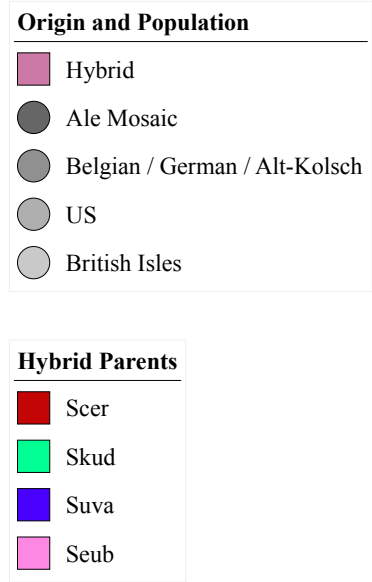 Origin and Population
Hybrid
Ale Mosaic
Belgian / German / Alt-Kolsch
US
British Isles
Hybrid Parents
Scer
Skud
Suva
Seub